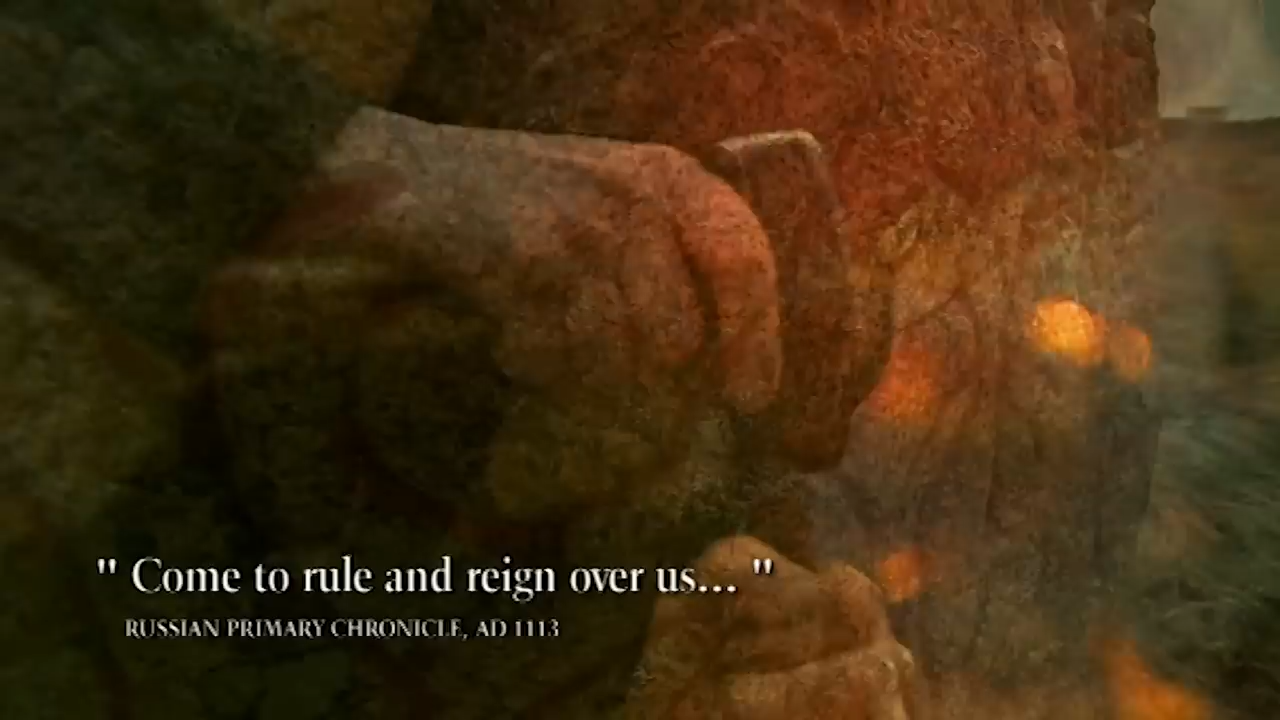 " Come to rule and reign over us... "
RUSSIAN PRIMARY CHRONICLE, AD 1113